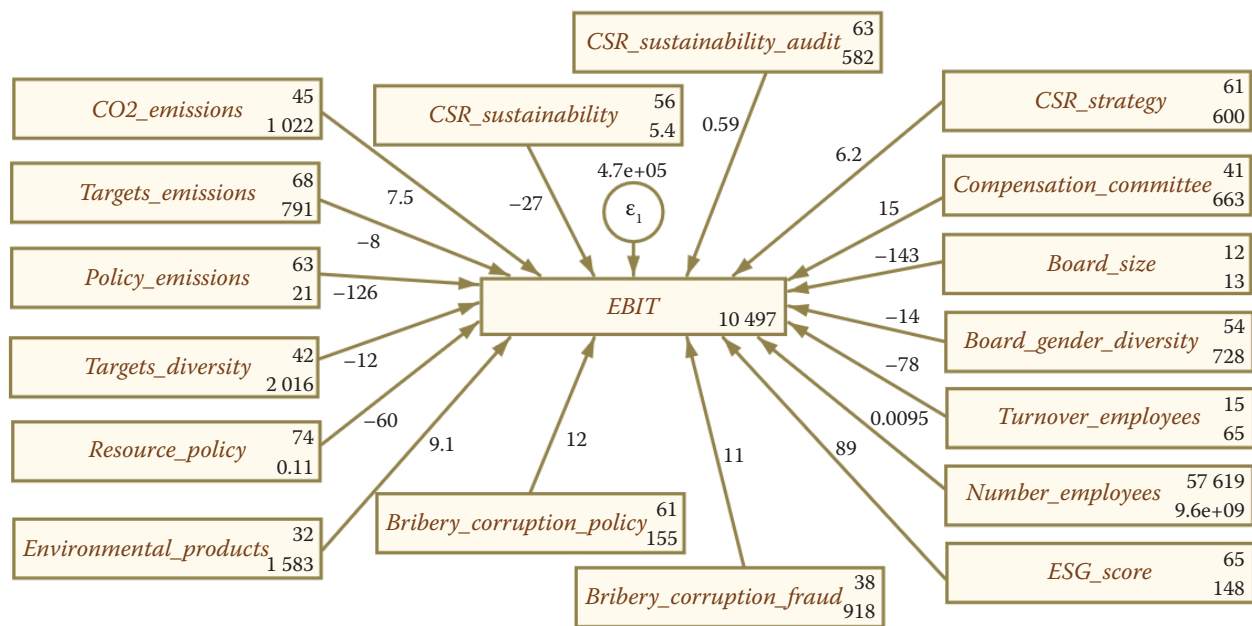 CSR_sustainability_audit
63
582
CO2_emissions
45
1 022
CSR_sustainability
56
5.4
CSR_strategy
61
600
0.59
6.2
7.5
–27
4.7e+05
ε1
Targets_emissions
68
791
–8
Compensation_committee
41
663
15
Policy_emissions
63
21
–126
Board_size
12
13
–143
EBIT
10 497
Targets_diversity
42
2 016
–12
Board_gender_diversity
54
728
–14
Resource_policy
74
0.11
–60
Turnover_employees
15
65
–78
Environmental_products
32
1 583
9.1
Bribery_corruption_policy
61
155
12
Bribery_corruption_fraud
38
918
11
Number_employees
57 619
9.6e+09
0.0095
ESG_score
65
148
89